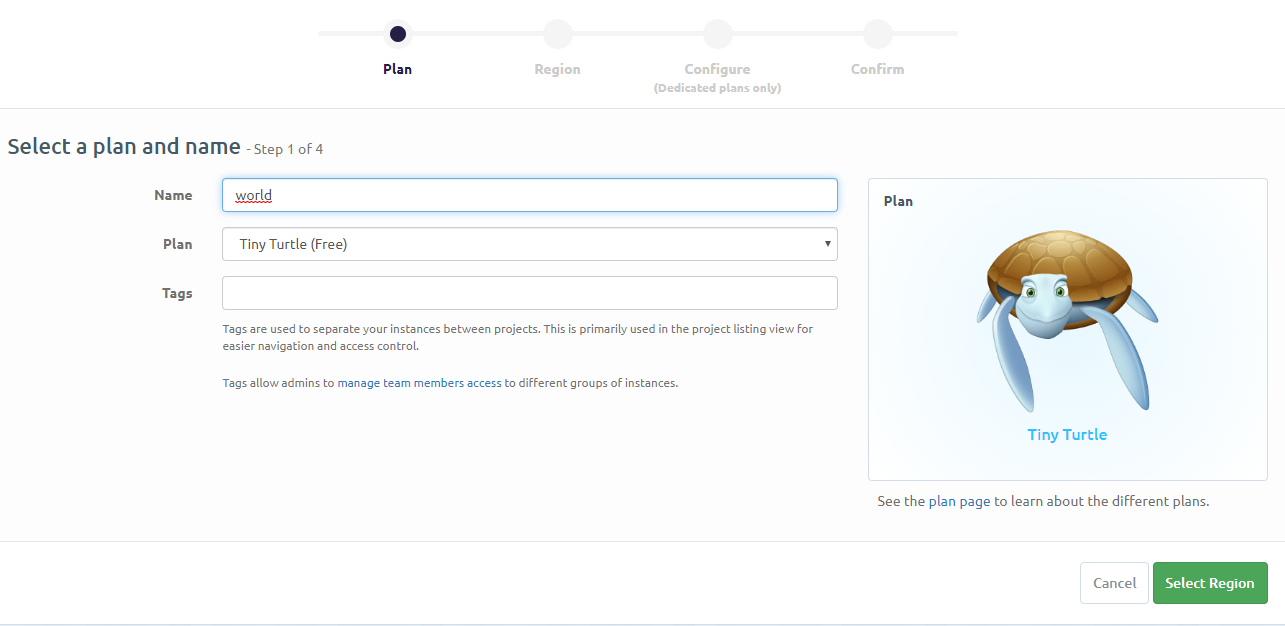 Plan
Region
Configure
Confirm
(Dedicated plans only)
Select a plan and name - Step 1 of 4
Name
world
Plan
Tiny Turtle (Free)
Tags
Tags are used to separate your instances between projects. This is primarily used in the project listing view for
easier navigation and access control.
Tags allow admins to manage team members access to different groups of instances.
Plan
Tiny Turtle
See the plan page to learn about the different plans.
Cancel
Select Region